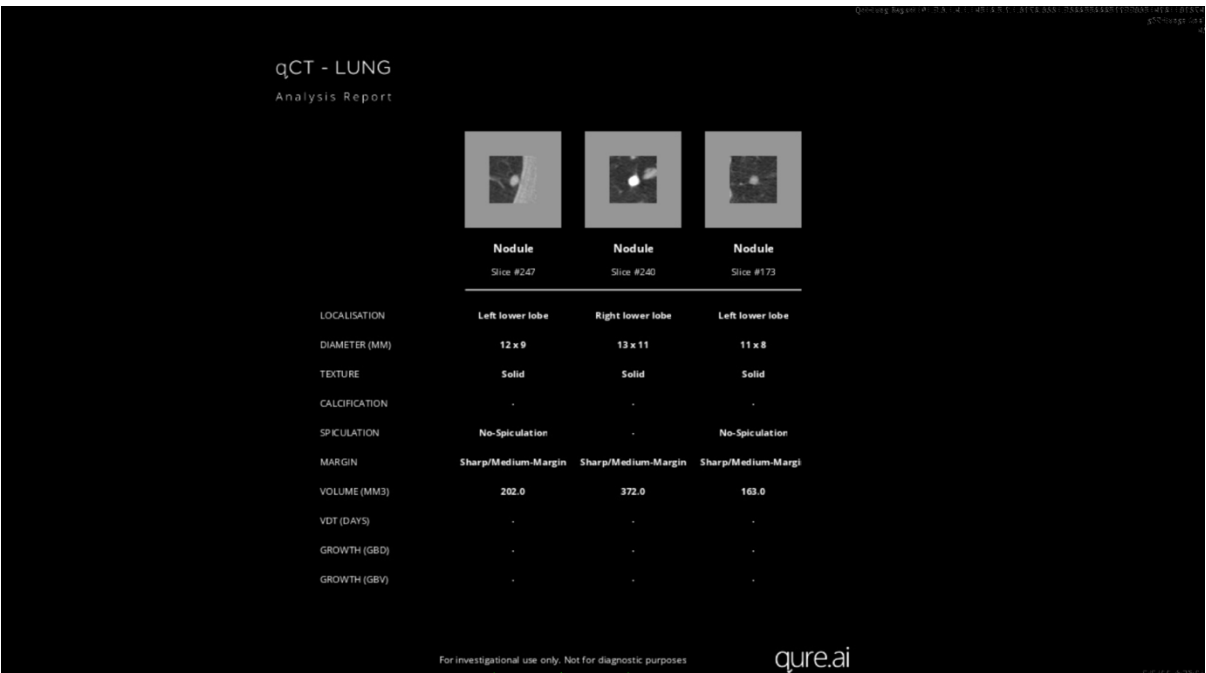 qCT - LUNG
Analysis Report
Nodule Nodule Nodule
Slice #247 Slice #240 Slice #173
LOCALISATION Left lower lobe Right lower lobe Left lower lobe
DIAMETER (MM) 12 x 9 13 x 11 11 x 8
TEXTURE Solid Solid Solid
CALCIFICATION - - -
SPICULATION No-Spiculation - No-Spiculation
MARGIN Sharp/Medium-Margin Sharp/Medium-Margin Sharp/Medium-Margi
VOLUME (MM3) 202.0 372.0 163.0
VDT (DAYS) - - -
GROWTH (GBD) - - -
GROWTH (GBV) - - -
For investigational use only. Not for diagnostic purposes
qure.ai